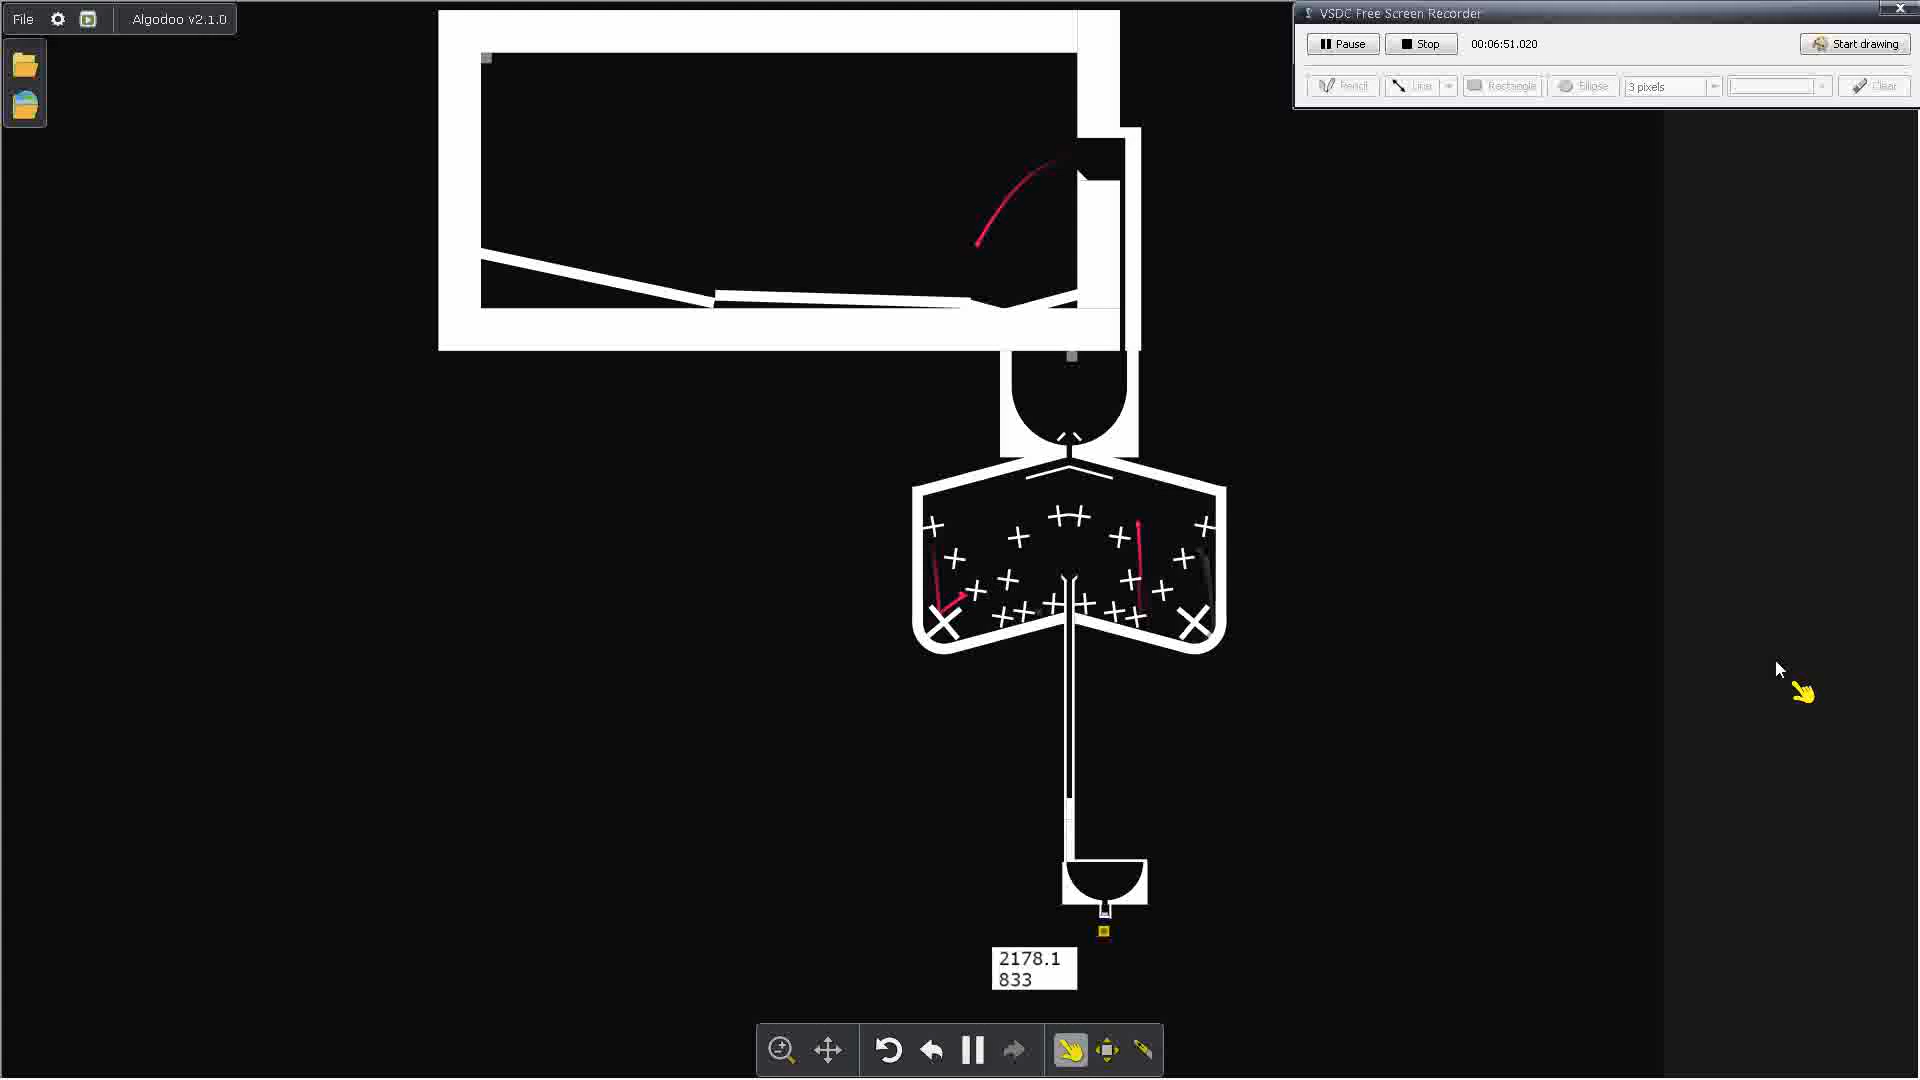 File
Algodoo v2.1.0
VSDC Free Screen Recorder
Pause
Stop
00:06:51.020
Start drawing
Pencil
Line
Rectangle
Ellipse
3 pixels
Clear
2178.1
833